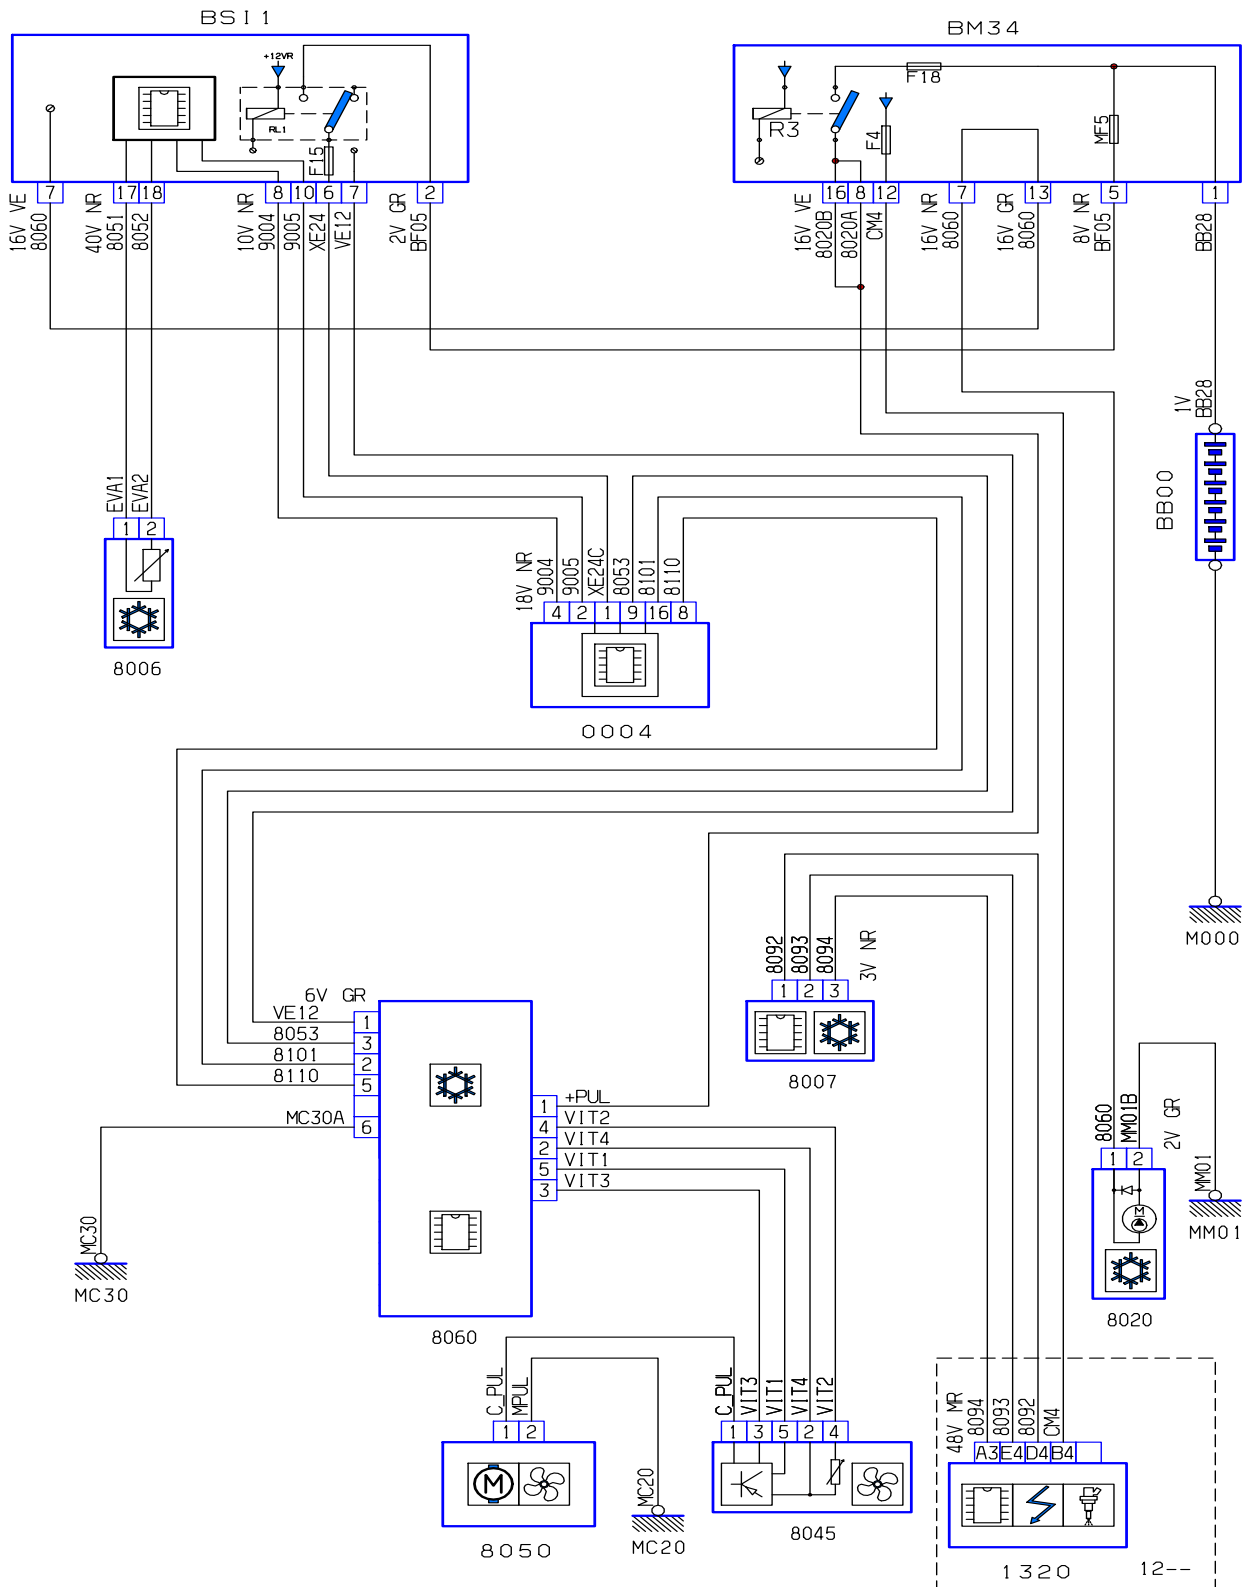 BSI1
BM34
+12VR
RL1
F15
R3
F18
F4
MF5
7
17
18
8
10
6
7
2
16
8
12
7
13
5
1
16V VE
8060
40V NR
8051
8052
10V NR
9004
9005
XE24
VE12
2V GR
BF05
16V VE
8020B
8020A
CM4
16V NR
8060
16V GR
8060
8V NR
BF05
BB28
1V
BB28
BB00
EVA1
EVA2
1
2
8006
18V NR
9004
9005
XE24C
8053
8101
8110
4
2
1
9
16
8
0004
M000
8092
8093
8094
3V NR
1
2
3
8007
6V GR
VE12
8053
8101
8110
MC30A
1
3
2
5
6
1
4
2
5
3
+PUL
VIT2
VIT4
VIT1
VIT3
8060
MC30
MC30
8060
MM01B
2V GR
1
2
M
8020
MM01
MM01
C_PUL
MPUL
1
2
M
8050
MC20
MC20
C_PUL
VIT3
VIT1
VIT4
VIT2
1
3
5
2
4
8045
48V MR
8094
8093
8092
CM4
A3
E4
D4
B4
1320
12--